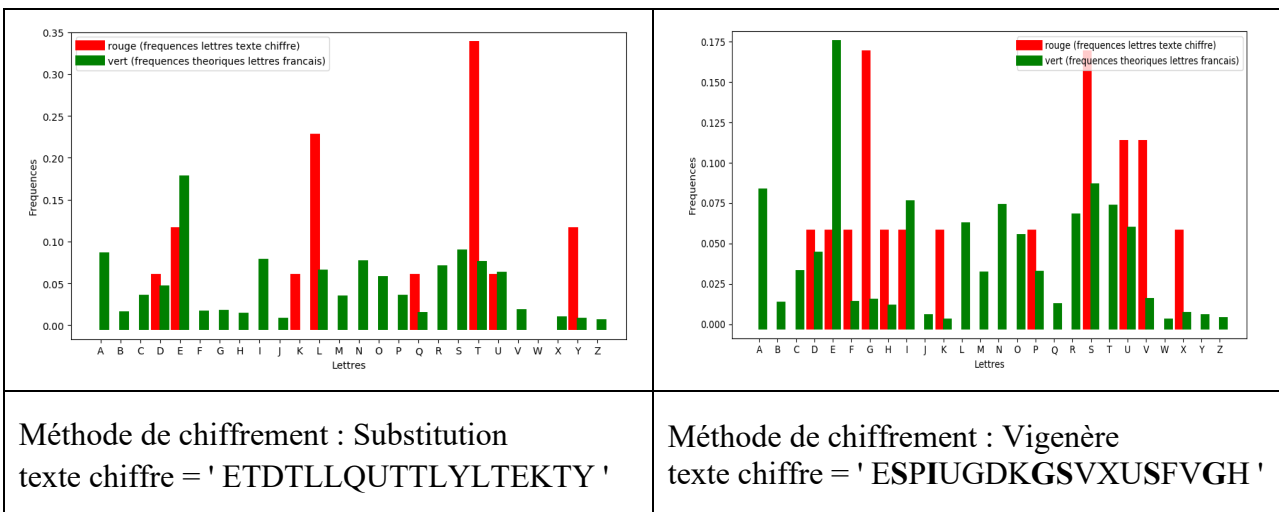 0.35
0.30
0.25
0.20
0.15
0.10
0.05
0.00
Frequences
rouge (frequences lettres texte chiffre)
vert (frequences theoriques lettres francais)
A B C D E F G H I J K L M N O P Q R S T U V W X Y Z
Lettres
Méthode de chiffrement : Substitution
texte chiffre = ' ETDTLLQUTTLYLTEKTY '
0.175
0.150
0.125
0.100
0.075
0.050
0.025
0.000
Frequences
rouge (frequences lettres texte chiffre)
vert (frequences theoriques lettres francais)
A B C D E F G H I J K L M N O P Q R S T U V W X Y Z
Lettres
Méthode de chiffrement : Vigenère
texte chiffre = ' ESPIUGDKGSVXUSFVGH '